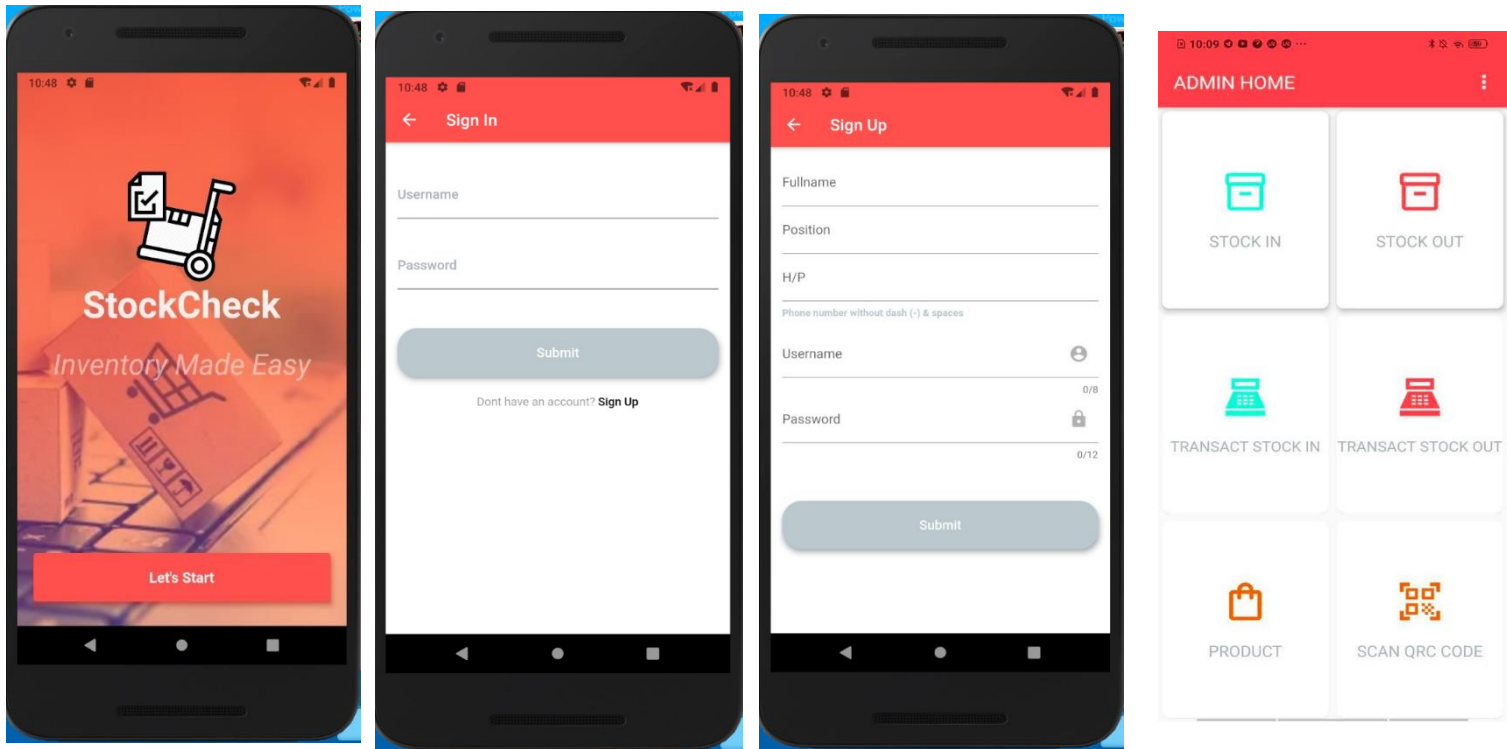 10:48
StockCheck
Inventory Made Easy
Let's Start
10:48
Sign In
Username
Password
Submit
Dont have an account? Sign Up
10:48
Sign Up
Fullname
Position
H/P
Phone number without dash (-) & spaces
Username
0/8
Password
0/12
Submit
10:09
ADMIN HOME
STOCK IN
STOCK OUT
TRANSACT STOCK IN
TRANSACT STOCK OUT
PRODUCT
SCAN QRC CODE